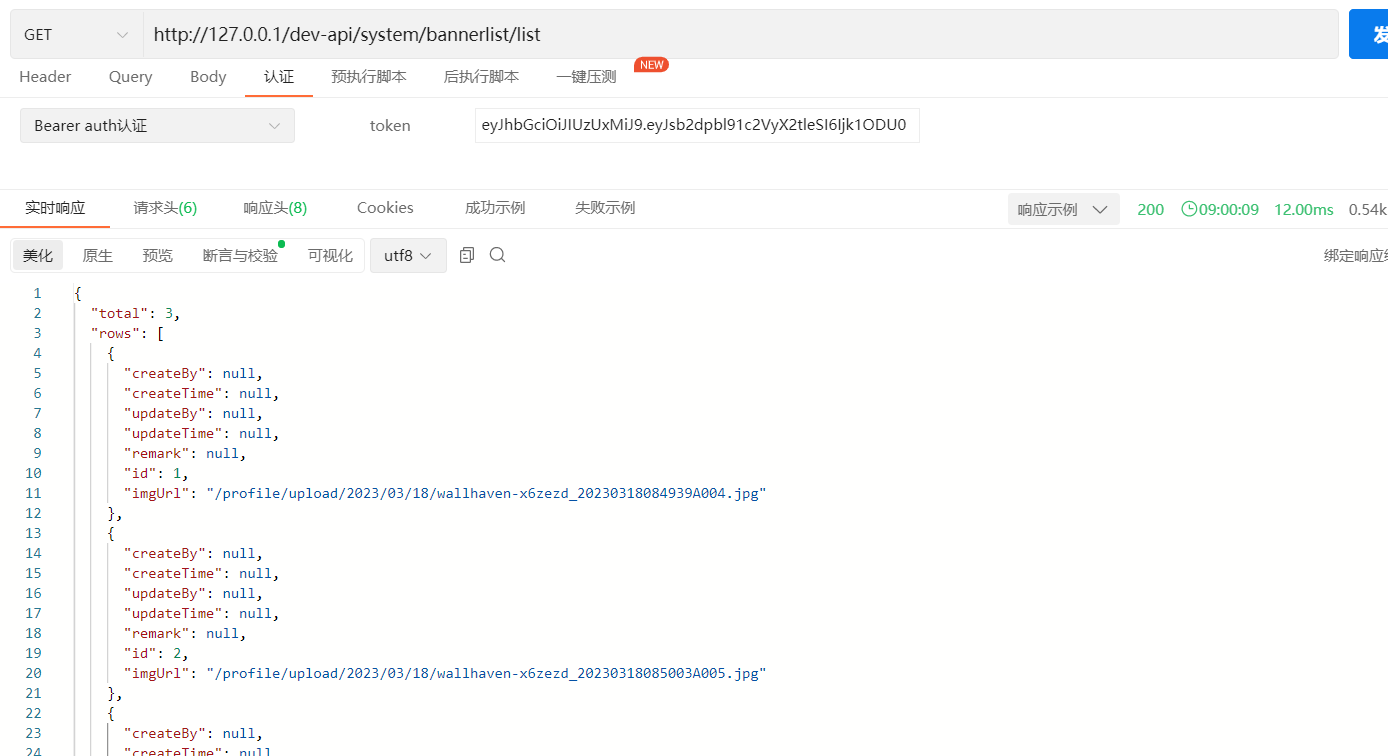 GET http://127.0.0.1/dev-api/system/bannerlist/list 发
Header Query Body 认证 预执行脚本 后执行脚本 一键压测 NEW
Bearer auth认证 token eyJhbGciOiJIUzUxMiJ9.eyJsb2dpbl91c2VyX2tleSI6Ijk1ODU0
实时响应 请求头(6) 响应头(8) Cookies 成功示例 失败示例 响应示例 200 09:00:09 12.00ms 0.54k
美化 原生 预览 断言与校验 可视化 utf8 绑定响应结
1 {
2 "total": 3,
3 "rows": [
4 {
5 "createBy": null,
6 "createTime": null,
7 "updateBy": null,
8 "updateTime": null,
9 "remark": null,
10 "id": 1,
11 "imgUrl": "/profile/upload/2023/03/18/wallhaven-x6zezd_20230318084939A004.jpg"
12 },
13 {
14 "createBy": null,
15 "createTime": null,
16 "updateBy": null,
17 "updateTime": null,
18 "remark": null,
19 "id": 2,
20 "imgUrl": "/profile/upload/2023/03/18/wallhaven-x6zezd_20230318085003A005.jpg"
21 },
22 {
23 "createBy": null,
24 "createTime": null